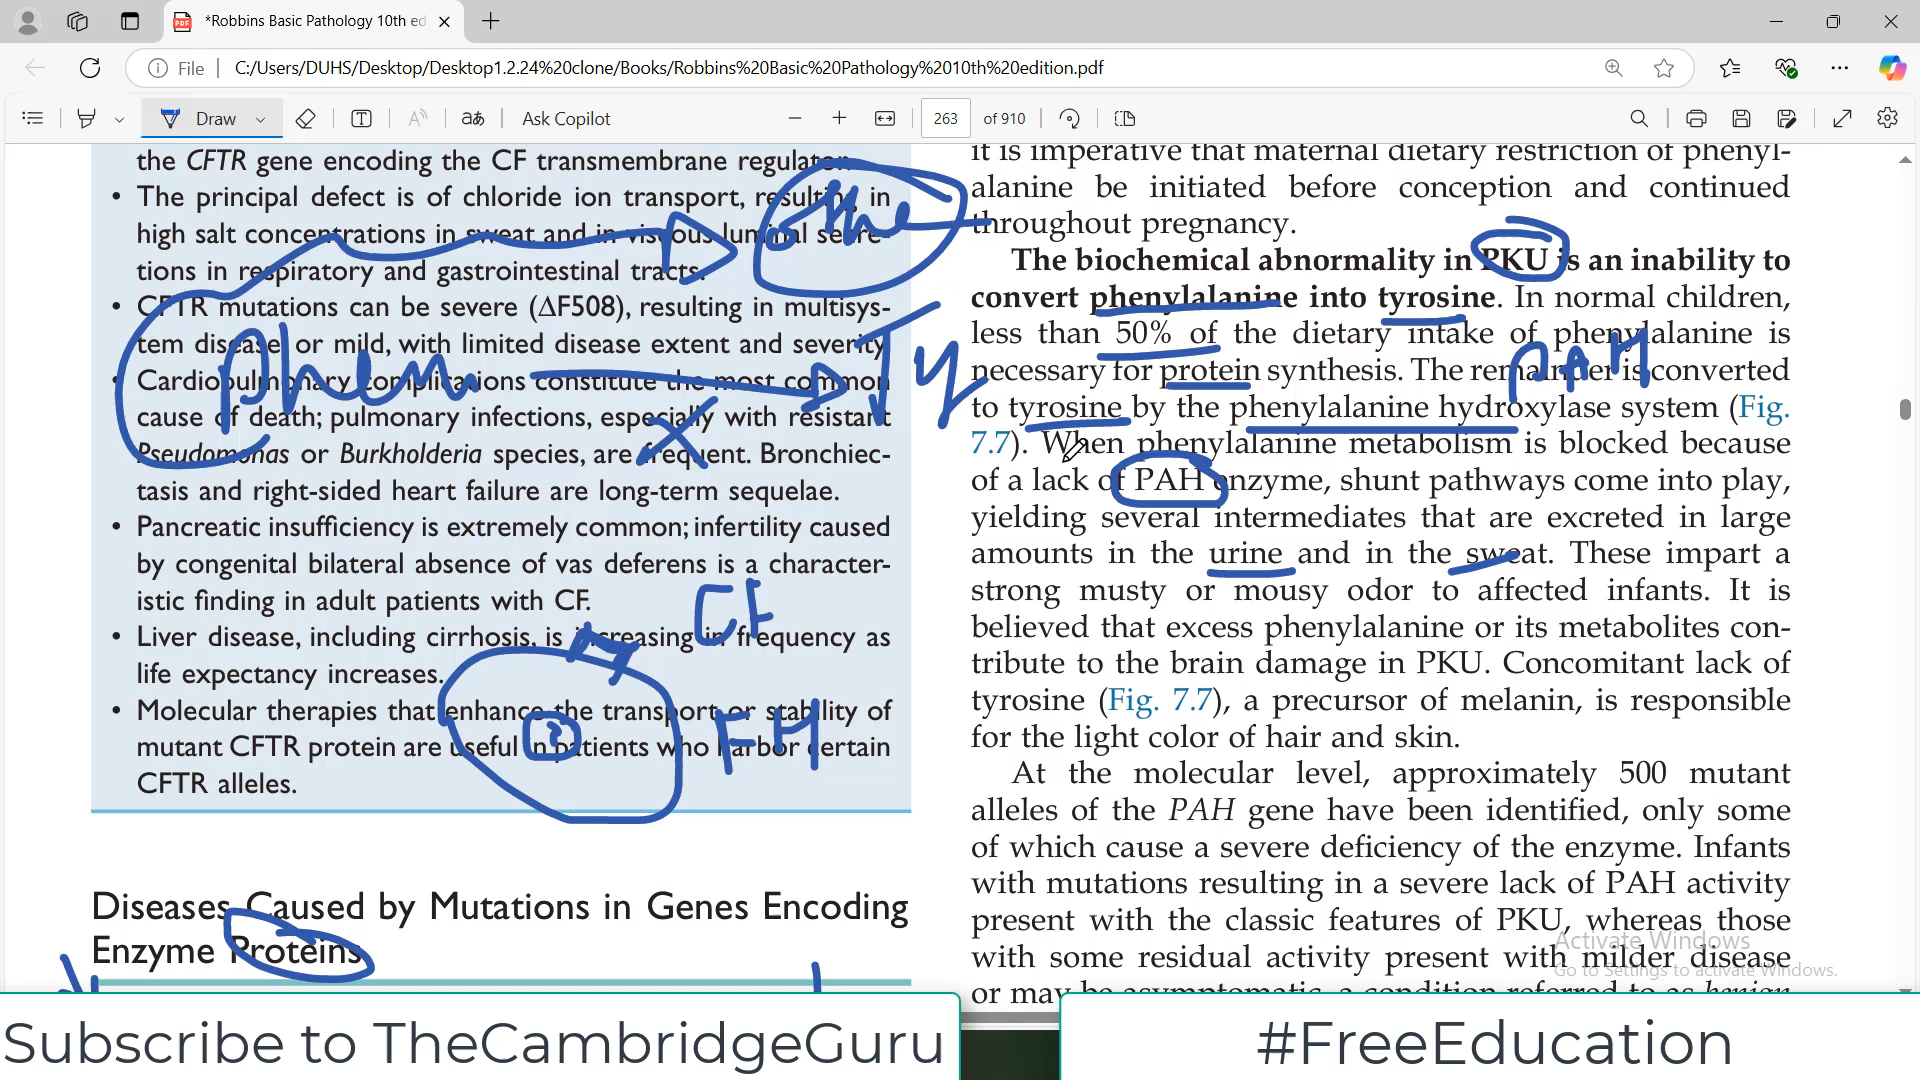 *Robbins Basic Pathology 10th ed
File
C:/Users/DUHS/Desktop/Desktop1.2.24%20clone/Books/Robbins%20Basic%20Pathology%2010th%20edition.pdf
Draw
aあ
Ask Copilot
263
of 910
the CFTR gene encoding the CF transmembrane regulator.
• The principal defect is of chloride ion transport, resulting in
high salt concentrations in sweat and in viscous luminal secre-
tions in respiratory and gastrointestinal tracts.
• CFTR mutations can be severe (ΔF508), resulting in multisys-
tem disease, or mild, with limited disease extent and severity.
• Cardiopulmonary complications constitute the most common
cause of death; pulmonary infections, especially with resistant
Pseudomonas or Burkholderia species, are frequent. Bronchiec-
tasis and right-sided heart failure are long-term sequelae.
• Pancreatic insufficiency is extremely common; infertility caused
by congenital bilateral absence of vas deferens is a character-
istic finding in adult patients with CF.
• Liver disease, including cirrhosis, is increasing in frequency as
life expectancy increases.
• Molecular therapies that enhance the transport or stability of
mutant CFTR protein are useful in patients who harbor certain
CFTR alleles.
othe
Phen
Ty
X
CF
FH
Diseases Caused by Mutations in Genes Encoding
Enzyme Proteins
it is imperative that maternal dietary restriction of phenyl-
alanine be initiated before conception and continued
throughout pregnancy.
The biochemical abnormality in PKU is an inability to
convert phenylalanine into tyrosine. In normal children,
less than 50% of the dietary intake of phenylalanine is
necessary for protein synthesis. The remainder is converted
to tyrosine by the phenylalanine hydroxylase system (Fig.
7.7). When phenylalanine metabolism is blocked because
of a lack of PAH enzyme, shunt pathways come into play,
yielding several intermediates that are excreted in large
amounts in the urine and in the sweat. These impart a
strong musty or mousy odor to affected infants. It is
believed that excess phenylalanine or its metabolites con-
tribute to the brain damage in PKU. Concomitant lack of
tyrosine (Fig. 7.7), a precursor of melanin, is responsible
for the light color of hair and skin.
At the molecular level, approximately 500 mutant
alleles of the PAH gene have been identified, only some
of which cause a severe deficiency of the enzyme. Infants
with mutations resulting in a severe lack of PAH activity
present with the classic features of PKU, whereas those
with some residual activity present with milder disease
or may be asymptomatic, a condition referred to as benign
PAH
Activate Windows
Go to Settings to activate Windows.
Subscribe to TheCambridgeGuru
#FreeEducation